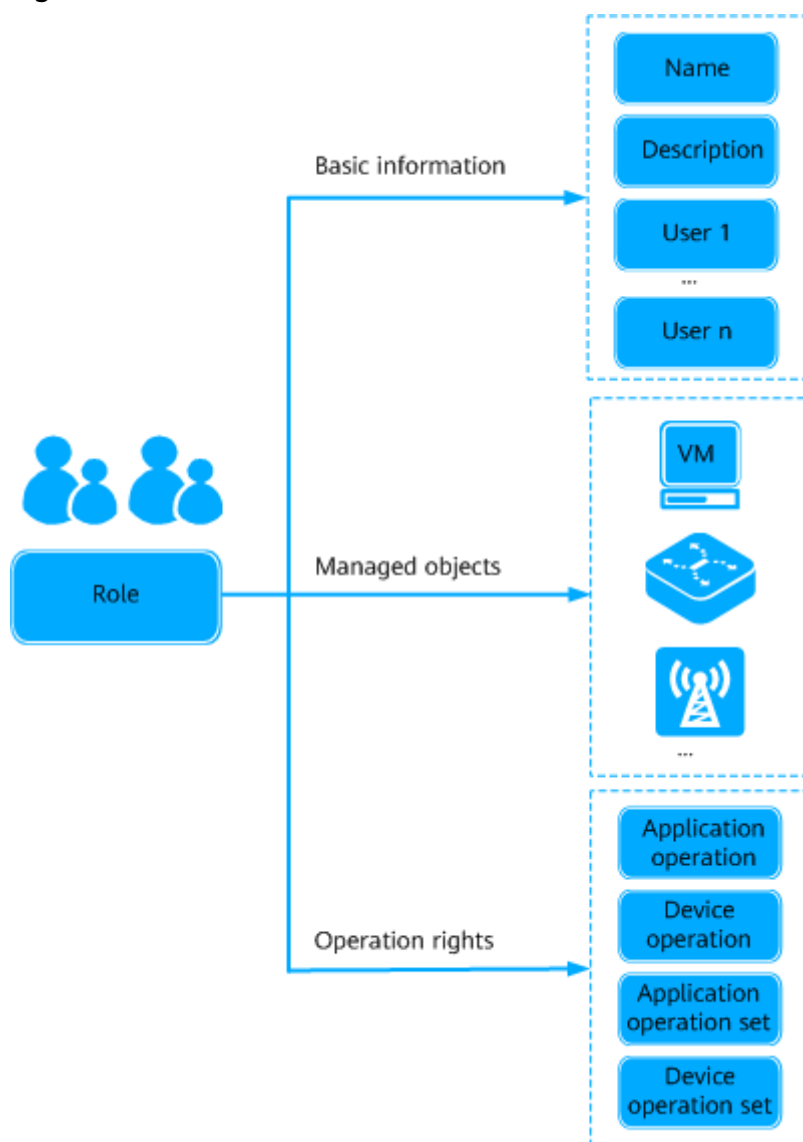 Name
Description
Basic information
User 1
...
User n
VM
Managed objects
Role
...
Application
operation
Device
operation
Operation rights
Application
operation set
Device
operation set